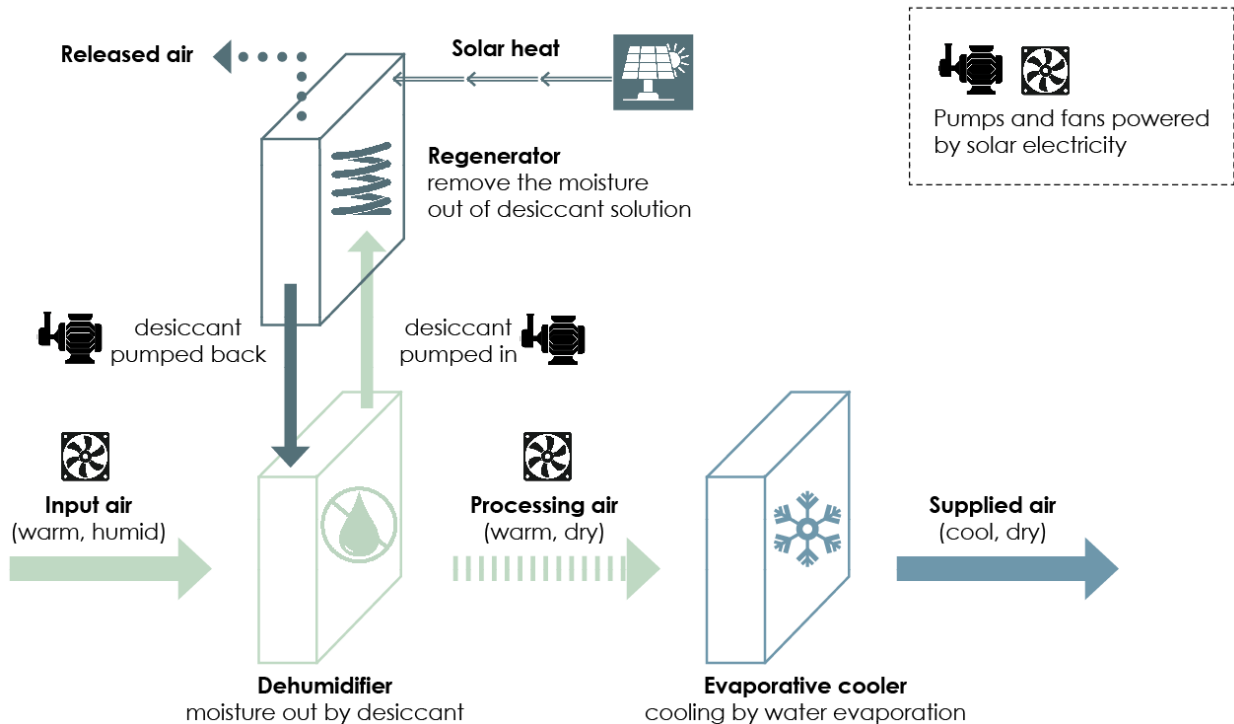 Released air
Solar heat
Pumps and fans powered
by solar electricity
Regenerator
remove the moisture
out of desiccant solution
desiccant
pumped back
desiccant
pumped in
Input air
(warm, humid)
Processing air
(warm, dry)
Supplied air
(cool, dry)
Dehumidifier
moisture out by desiccant
Evaporative cooler
cooling by water evaporation